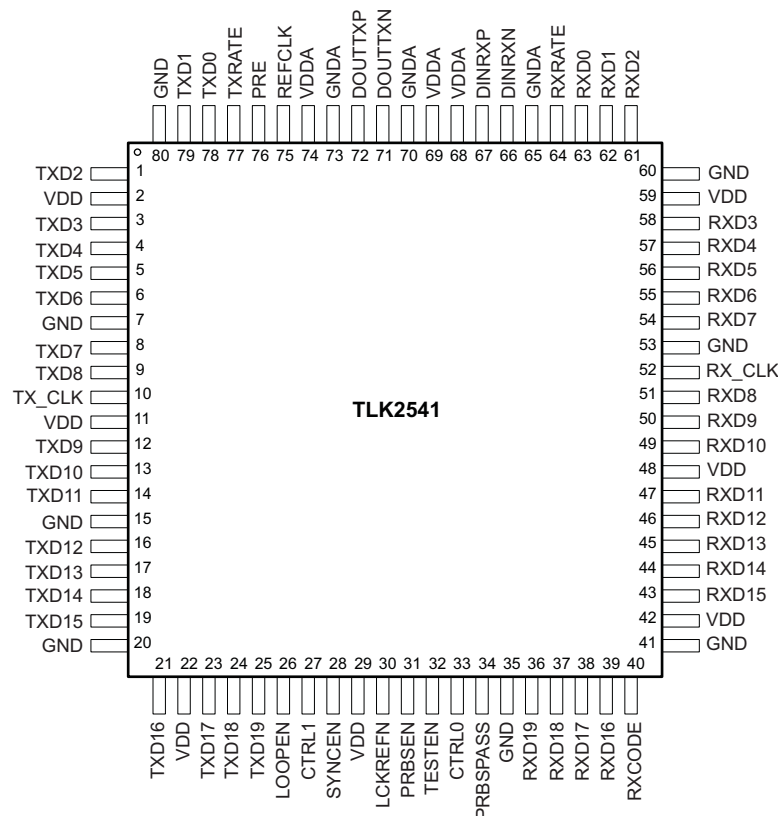 GND TXD1 TXD0 TXRATE PRE REFCLK VDDA GNDA DOUTTXP DOUTTXN GNDA VDDA VDDA DINRXP DINRXN GNDA RXRATE RXD0 RXD1 RXD2
80 79 78 77 76 75 74 73 72 71 70 69 68 67 66 65 64 63 62 61
TXD2 1 60 GND
VDD 2 59 VDD
TXD3 3 58 RXD3
TXD4 4 57 RXD4
TXD5 5 56 RXD5
TXD6 6 55 RXD6
GND 7 54 RXD7
TXD7 8 53 GND
TXD8 9 52 RX_CLK
TX_CLK 10 51 RXD8
TLK2541
VDD 11 50 RXD9
TXD9 12 49 RXD10
TXD10 13 48 VDD
TXD11 14 47 RXD11
GND 15 46 RXD12
TXD12 16 45 RXD13
TXD13 17 44 RXD14
TXD14 18 43 RXD15
TXD15 19 42 VDD
GND 20 41 GND
21 22 23 24 25 26 27 28 29 30 31 32 33 34 35 36 37 38 39 40
TXD16 VDD TXD17 TXD18 TXD19 LOOPEN CTRL1 SYNCEN VDD LCKREFN PRBSEN TESTEN CTRL0 PRBSPASS GND RXD19 RXD18 RXD17 RXD16 RXCODE